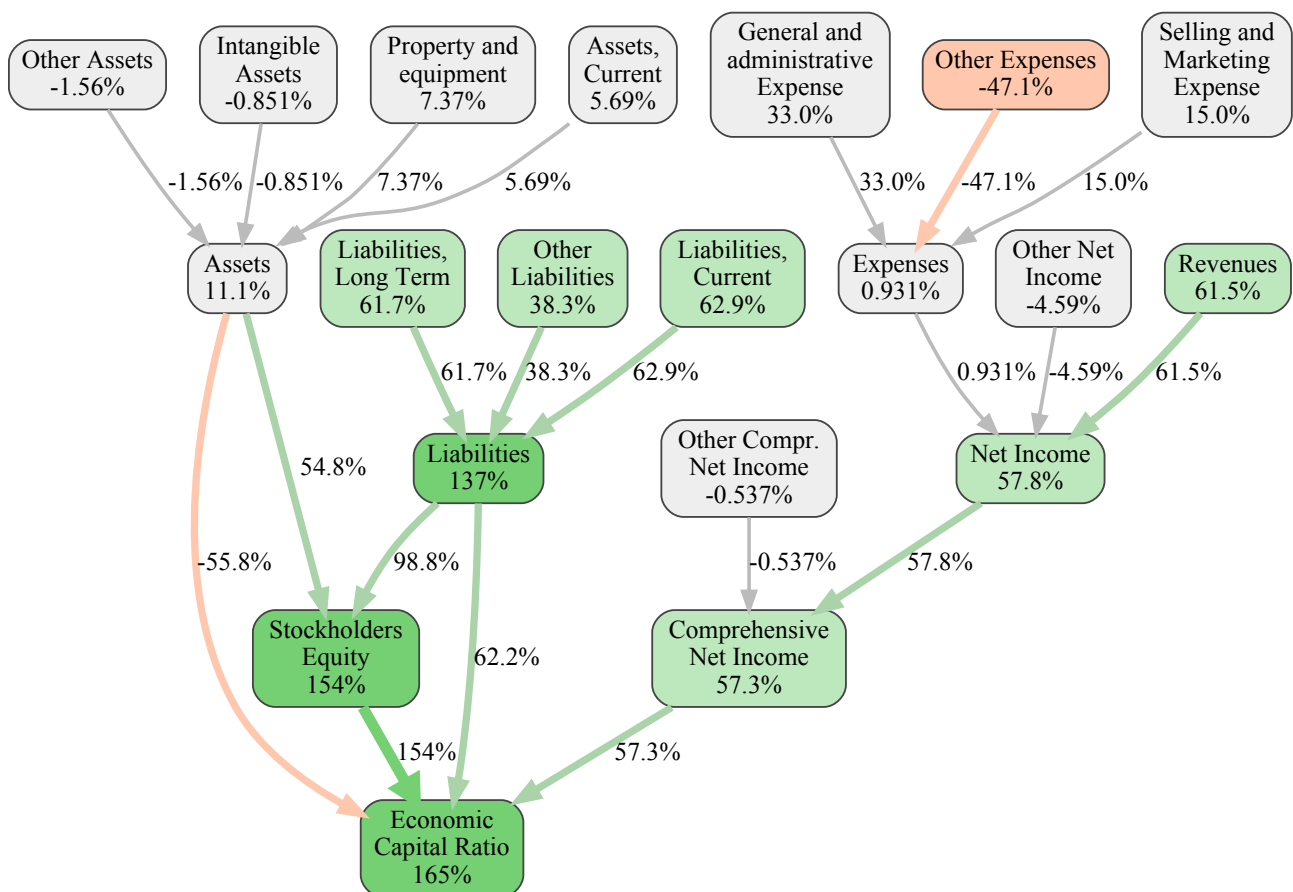 Other Assets
-1.56%
Intangible
Assets
-0.851%
Property and
equipment
7.37%
Assets,
Current
5.69%
General and
administrative
Expense
33.0%
Other Expenses
-47.1%
Selling and
Marketing
Expense
15.0%
-1.56%
-0.851%
7.37%
5.69%
33.0%
-47.1%
15.0%
Assets
11.1%
Liabilities,
Long Term
61.7%
Other
Liabilities
38.3%
Liabilities,
Current
62.9%
Expenses
0.931%
Other Net
Income
-4.59%
Revenues
61.5%
61.7%
38.3%
62.9%
0.931%
-4.59%
61.5%
54.8%
Liabilities
137%
Other Compr.
Net Income
-0.537%
Net Income
57.8%
-55.8%
98.8%
-0.537%
57.8%
Stockholders
Equity
154%
62.2%
Comprehensive
Net Income
57.3%
154%
57.3%
Economic
Capital Ratio
165%